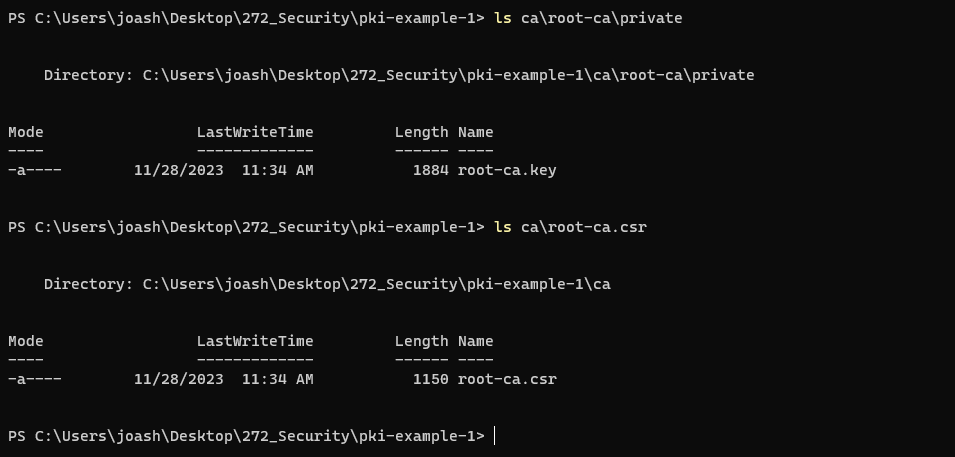 PS C:\Users\joash\Desktop\272_Security\pki-example-1> ls ca\root-ca\private
Directory: C:\Users\joash\Desktop\272_Security\pki-example-1\ca\root-ca\private
Mode LastWriteTime Length Name
---- ------------- ------ ----
-a---- 11/28/2023 11:34 AM 1884 root-ca.key
PS C:\Users\joash\Desktop\272_Security\pki-example-1> ls ca\root-ca.csr
Directory: C:\Users\joash\Desktop\272_Security\pki-example-1\ca
Mode LastWriteTime Length Name
---- ------------- ------ ----
-a---- 11/28/2023 11:34 AM 1150 root-ca.csr
PS C:\Users\joash\Desktop\272_Security\pki-example-1>